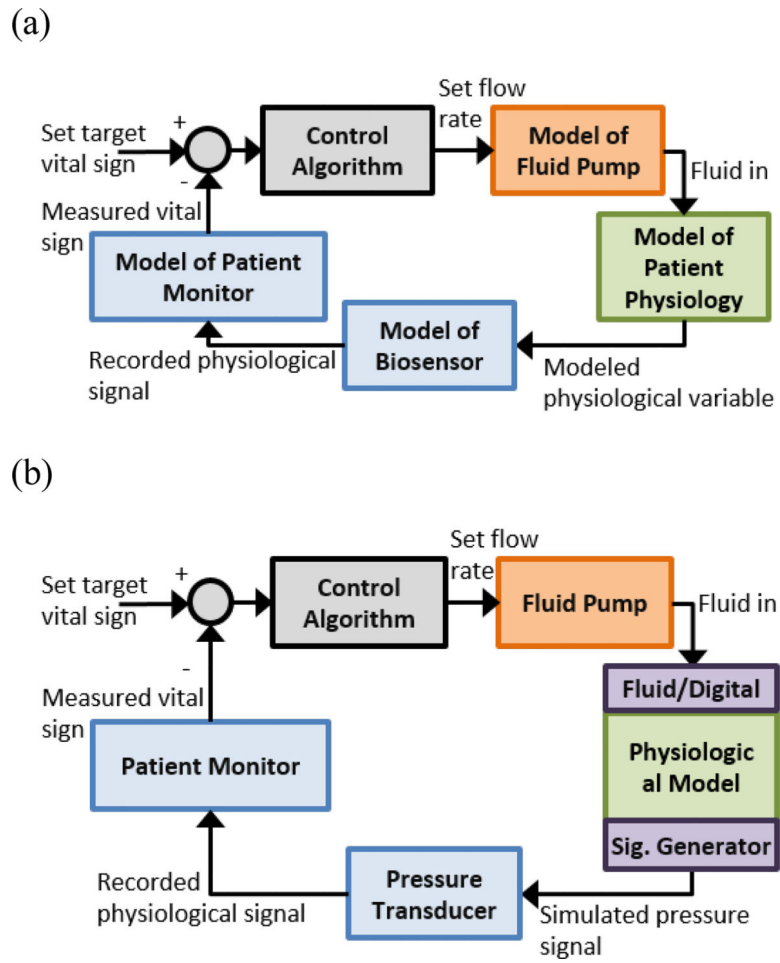 (a)
Set flow
rate
+
Set target
vital sign
Control
Algorithm
Model of
Fluid Pump
Fluid in
-
Measured vital
sign
Model of Patient
Monitor
Model of
Patient
Physiology
Model of
Biosensor
Recorded physiological
signal
Modeled
physiological variable
(b)
Set flow
rate
+
Set target
vital sign
Control
Algorithm
Fluid Pump
Fluid in
-
Measured vital
sign
Fluid/Digital
Patient Monitor
Physiologic
al Model
Sig. Generator
Recorded
physiological signal
Pressure
Transducer
Simulated pressure
signal